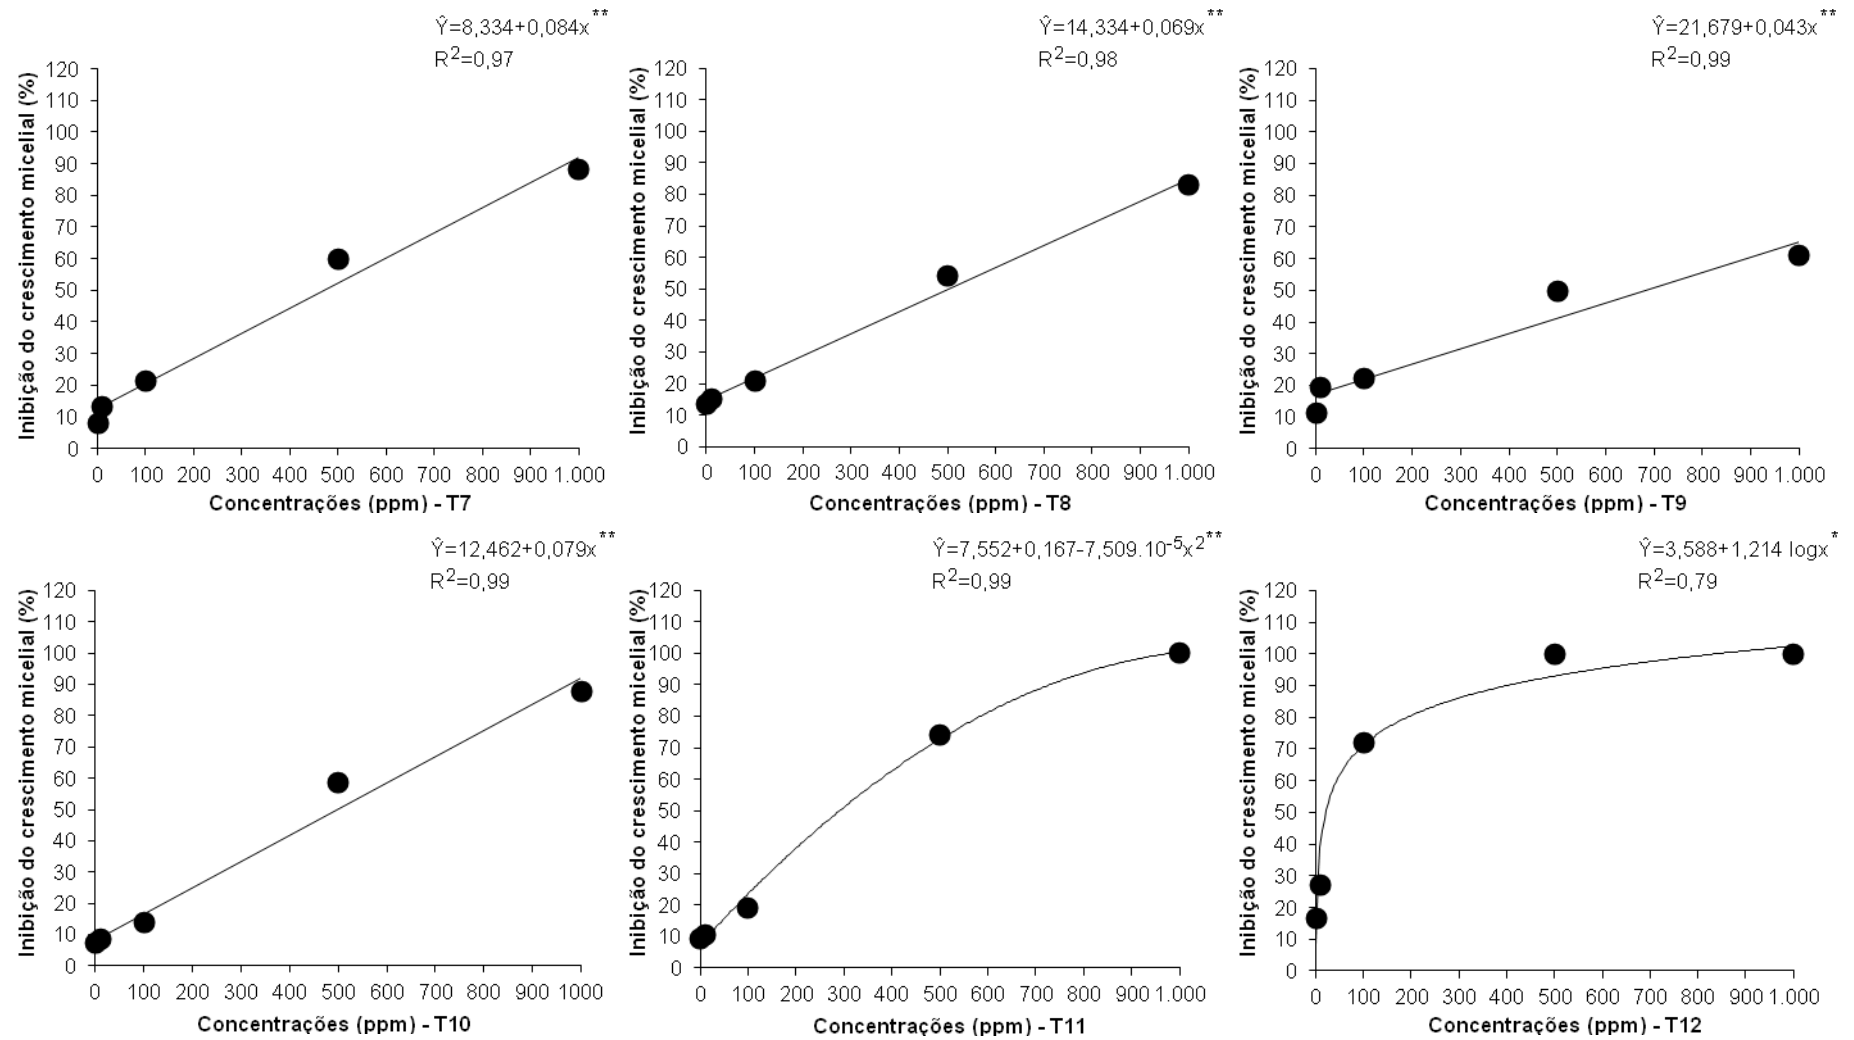 Ŷ=8,334+0,084x**
R2=0,97
Inibição do crescimento micelial (%)
120
110
100
90
80
70
60
50
40
30
20
10
0
0 100 200 300 400 500 600 700 800 900 1.000
Concentrações (ppm) - T7
Ŷ=14,334+0,069x**
R2=0,98
Inibição do crescimento micelial (%)
120
110
100
90
80
70
60
50
40
30
20
10
0
0 100 200 300 400 500 600 700 800 900 1.000
Concentrações (ppm) - T8
Ŷ=21,679+0,043x**
R2=0,99
Inibição do crescimento micelial (%)
120
110
100
90
80
70
60
50
40
30
20
10
0
0 100 200 300 400 500 600 700 800 900 1.000
Concentrações (ppm) - T9
Ŷ=12,462+0,079x**
R2=0,99
Inibição do crescimento micelial (%)
120
110
100
90
80
70
60
50
40
30
20
10
0
0 100 200 300 400 500 600 700 800 900 1000
Concentrações (ppm) - T10
Ŷ=7,552+0,167-7,509.10-5x2**
R2=0,99
Inibição do crescimento micelial (%)
120
110
100
90
80
70
60
50
40
30
20
10
0
0 100 200 300 400 500 600 700 800 900 1.000
Concentrações (ppm) - T11
Ŷ=3,588+1,214 logx*
R2=0,79
Inibição do crescimento micelial (%)
120
110
100
90
80
70
60
50
40
30
20
10
0
0 100 200 300 400 500 600 700 800 900 1.000
Concentrações (ppm) - T12